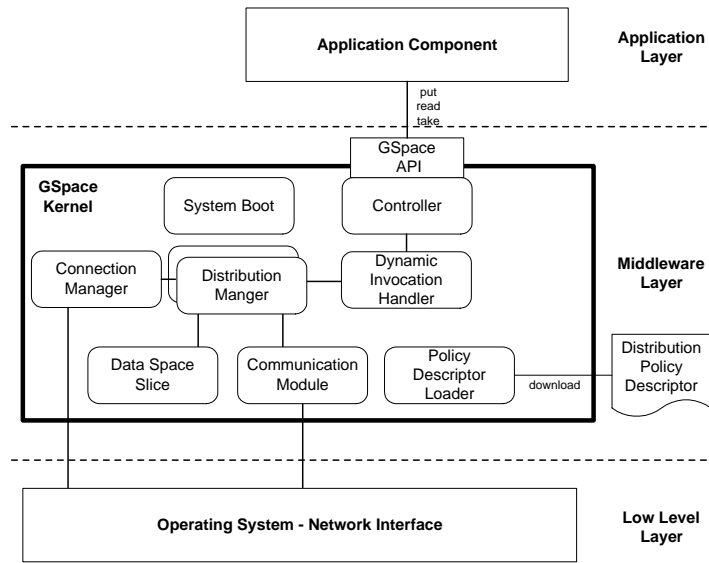 Application Component
Application
Layer
put
read
take
GSpace
API
GSpace
Kernel
System Boot
Controller
Connection
Manager
Distribution
Manger
Dynamic
Invocation
Handler
Middleware
Layer
Data Space
Slice
Communication
Module
Policy
Descriptor
Loader
download
Distribution
Policy
Descriptor
Operating System - Network Interface
Low Level
Layer